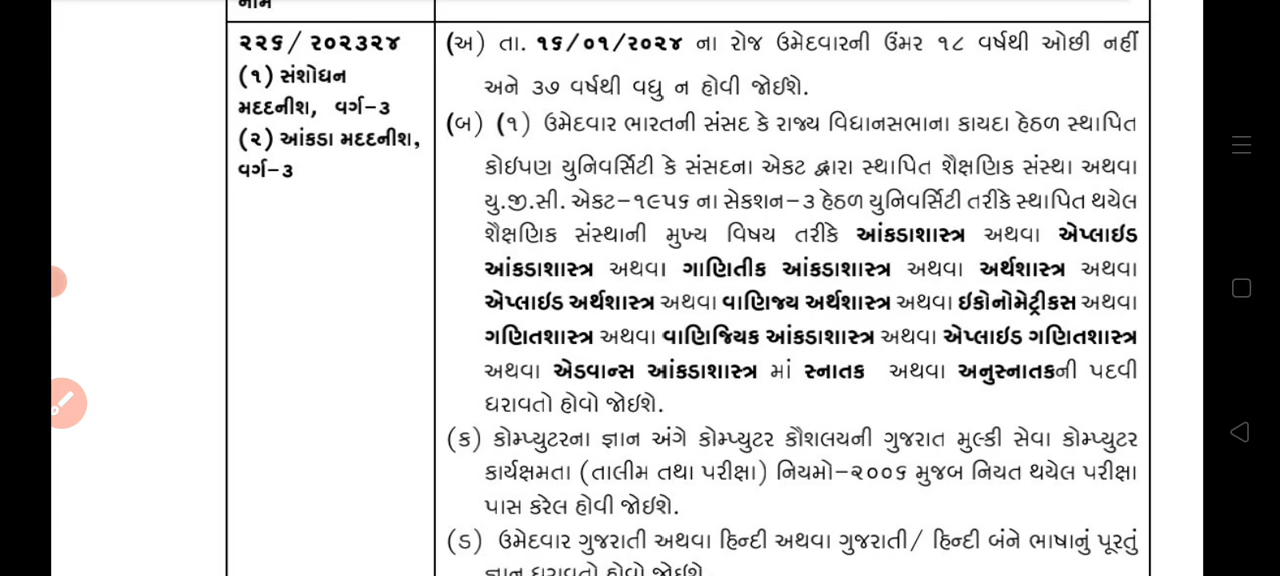 નામ
૨૨૬/ ૨૦૨૩૨૪
(૧) સંશોધન
મદદનીશ, વર્ગ-૩
(૨) આંકડા મદદનીશ,
વર્ગ-૩
(અ) તા. ૧૬/૦૧/૨૦૨૪ ના રોજ ઉમેદવારની ઉંમર ૧૮ વર્ષથી ઓછી નહીં
અને ૩૭ વર્ષથી વધુ ન હોવી જોઈશે.
(બ) (૧) ઉમેદવાર ભારતની સંસદ કે રાજ્ય વિધાનસભાના કાયદા હેઠળ સ્થાપિત
કોઇપણ યુનિવર્સિટી કે સંસદના એક્ટ દ્વારા સ્થાપિત શૈક્ષણિક સંસ્થા અથવા
યુ.જી.સી. એક્ટ-૧૯૫૬ ના સેકશન-૩ હેઠળ યુનિવર્સિટી તરીકે સ્થાપિત થયેલ
શૈક્ષણિક સંસ્થાની મુખ્ય વિષય તરીકે આંકડાશાસ્ત્ર અથવા એપ્લાઇડ
આંકડાશાસ્ત્ર અથવા ગાણિતીક આંકડાશાસ્ત્ર અથવા અર્થશાસ્ત્ર અથવા
એપ્લાઇડ અર્થશાસ્ત્ર અથવા વાણિજ્ય અર્થશાસ્ત્ર અથવા ઇકોનોમેટ્રીકસ અથવા
ગણિતશાસ્ત્ર અથવા વાણિજ્યિક આંકડાશાસ્ત્ર અથવા એપ્લાઇડ ગણિતશાસ્ત્ર
અથવા એડવાન્સ આંકડાશાસ્ત્ર માં સ્નાતક અથવા અનુસ્નાતકની પદવી
ધરાવતો હોવો જોઈશે.
(ક) કોમ્પ્યુટરના જ્ઞાન અંગે કોમ્પ્યુટર કૌશલયની ગુજરાત મુલ્કી સેવા કોમ્પ્યુટર
કાર્યક્ષમતા (તાલીમ તથા પરીક્ષા) નિયમો-૨૦૦૬ મુજબ નિયત થયેલ પરીક્ષા
પાસ કરેલ હોવી જોઈશે.
(ડ) ઉમેદવાર ગુજરાતી અથવા હિન્દી અથવા ગુજરાતી/ હિન્દી બંને ભાષાનું પૂરતું
જ્ઞાન ધરાવતો હોવો જોઈશે.